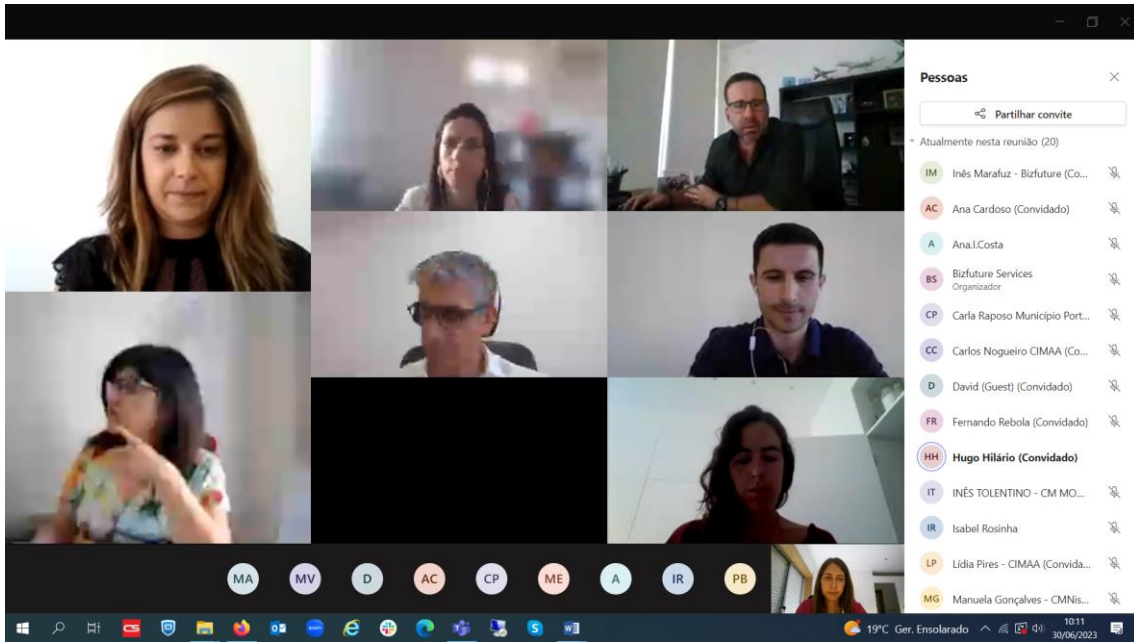 Pessoas
Partilhar convite
Atualmente nesta reunião (20)
IM Inês Marafuz - Bizfuture (Co...
AC Ana Cardoso (Convidado)
A Ana.I.Costa
BS Bizfuture Services
Organizador
CP Carla Raposo Município Port...
CC Carlos Nogueiro CIMAA (Co...
D David (Guest) (Convidado)
FR Fernando Rebola (Convidado)
HH Hugo Hilário (Convidado)
IT INÊS TOLENTINO - CM MO...
IR Isabel Rosinha
LP Lídia Pires - CIMAA (Convida...
MG Manuela Gonçalves - CMNis...
MA MV D AC CP ME A IR PB
CS
19°C Ger. Ensolarado
10:11
30/06/2023